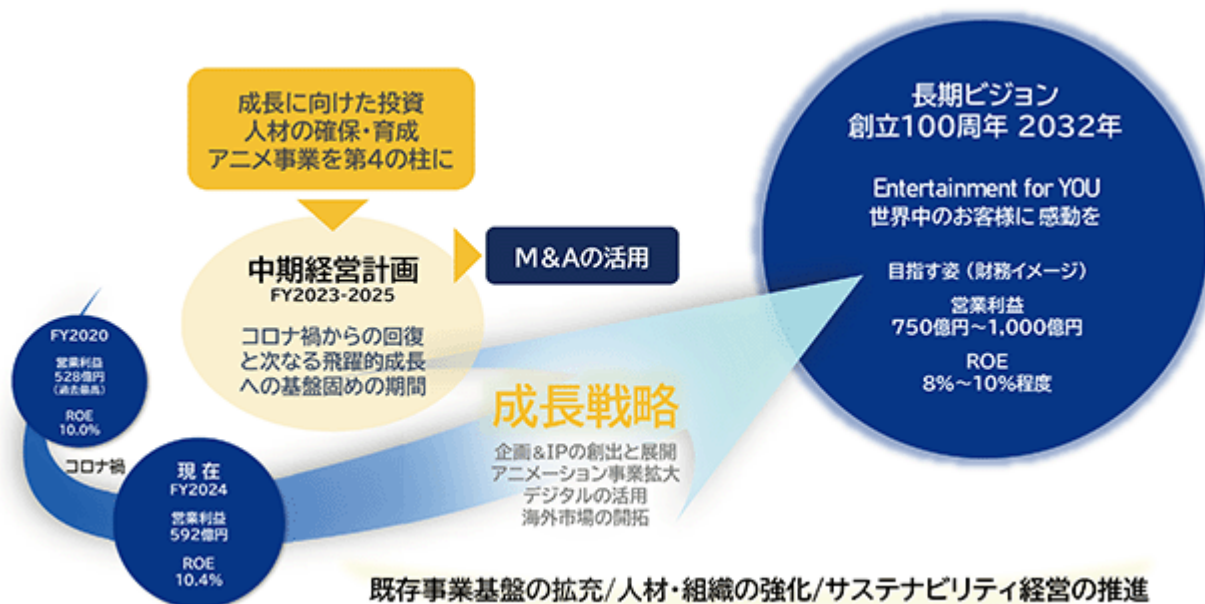 成長に向けた投資
人材の確保・育成
アニメ事業を第4の柱に
中期経営計画
FY2023-2025
コロナ禍からの回復
と次なる飛躍的成長
への基盤固めの期間
M&Aの活用
長期ビジョン
創立100周年 2032年
Entertainment for YOU
世界中のお客様に感動を
目指す姿（財務イメージ）
営業利益
750億円～1,000億円
ROE
8%～10%程度
FY2020
営業利益
528億円
（過去最高）
ROE
10.0%
コロナ禍
現在
FY2024
営業利益
592億円
ROE
10.4%
成長戦略
企画&IPの創出と展開
アニメーション事業拡大
デジタルの活用
海外市場の開拓
既存事業基盤の拡充/人材・組織の強化/サステナビリティ経営の推進